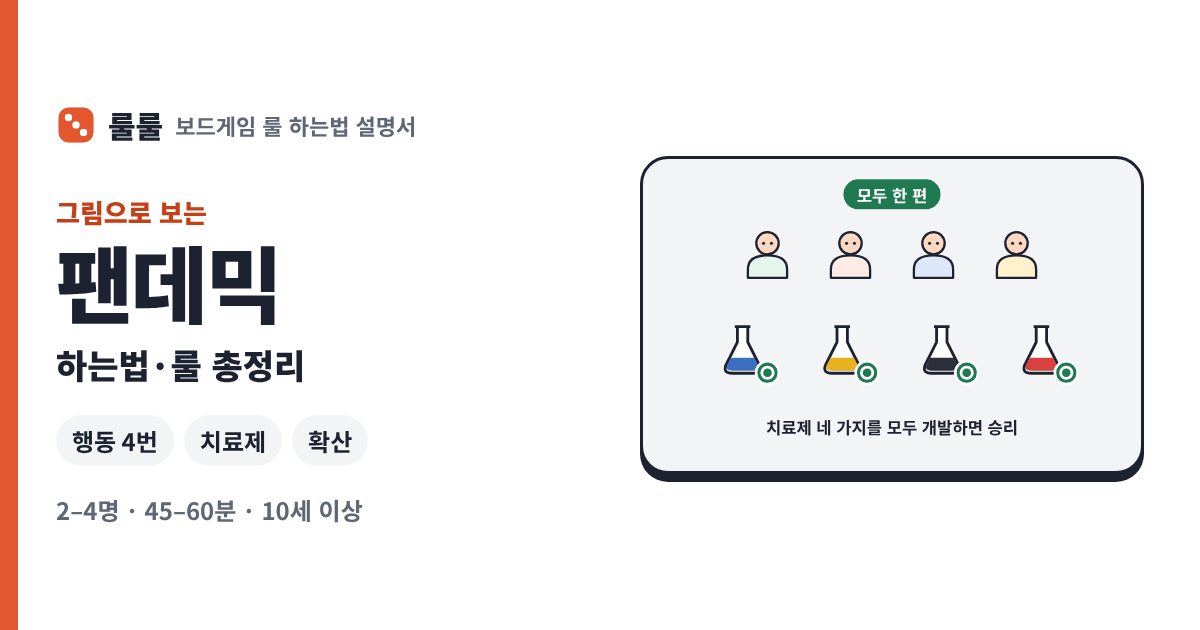 룰룰 보드게임 룰 하는법 설명서
그림으로 보는
팬데믹
하는법·룰 총정리
행동 4번 치료제 확산
2–4명 · 45–60분 · 10세 이상
모두 한 편
치료제 네 가지를 모두 개발하면 승리